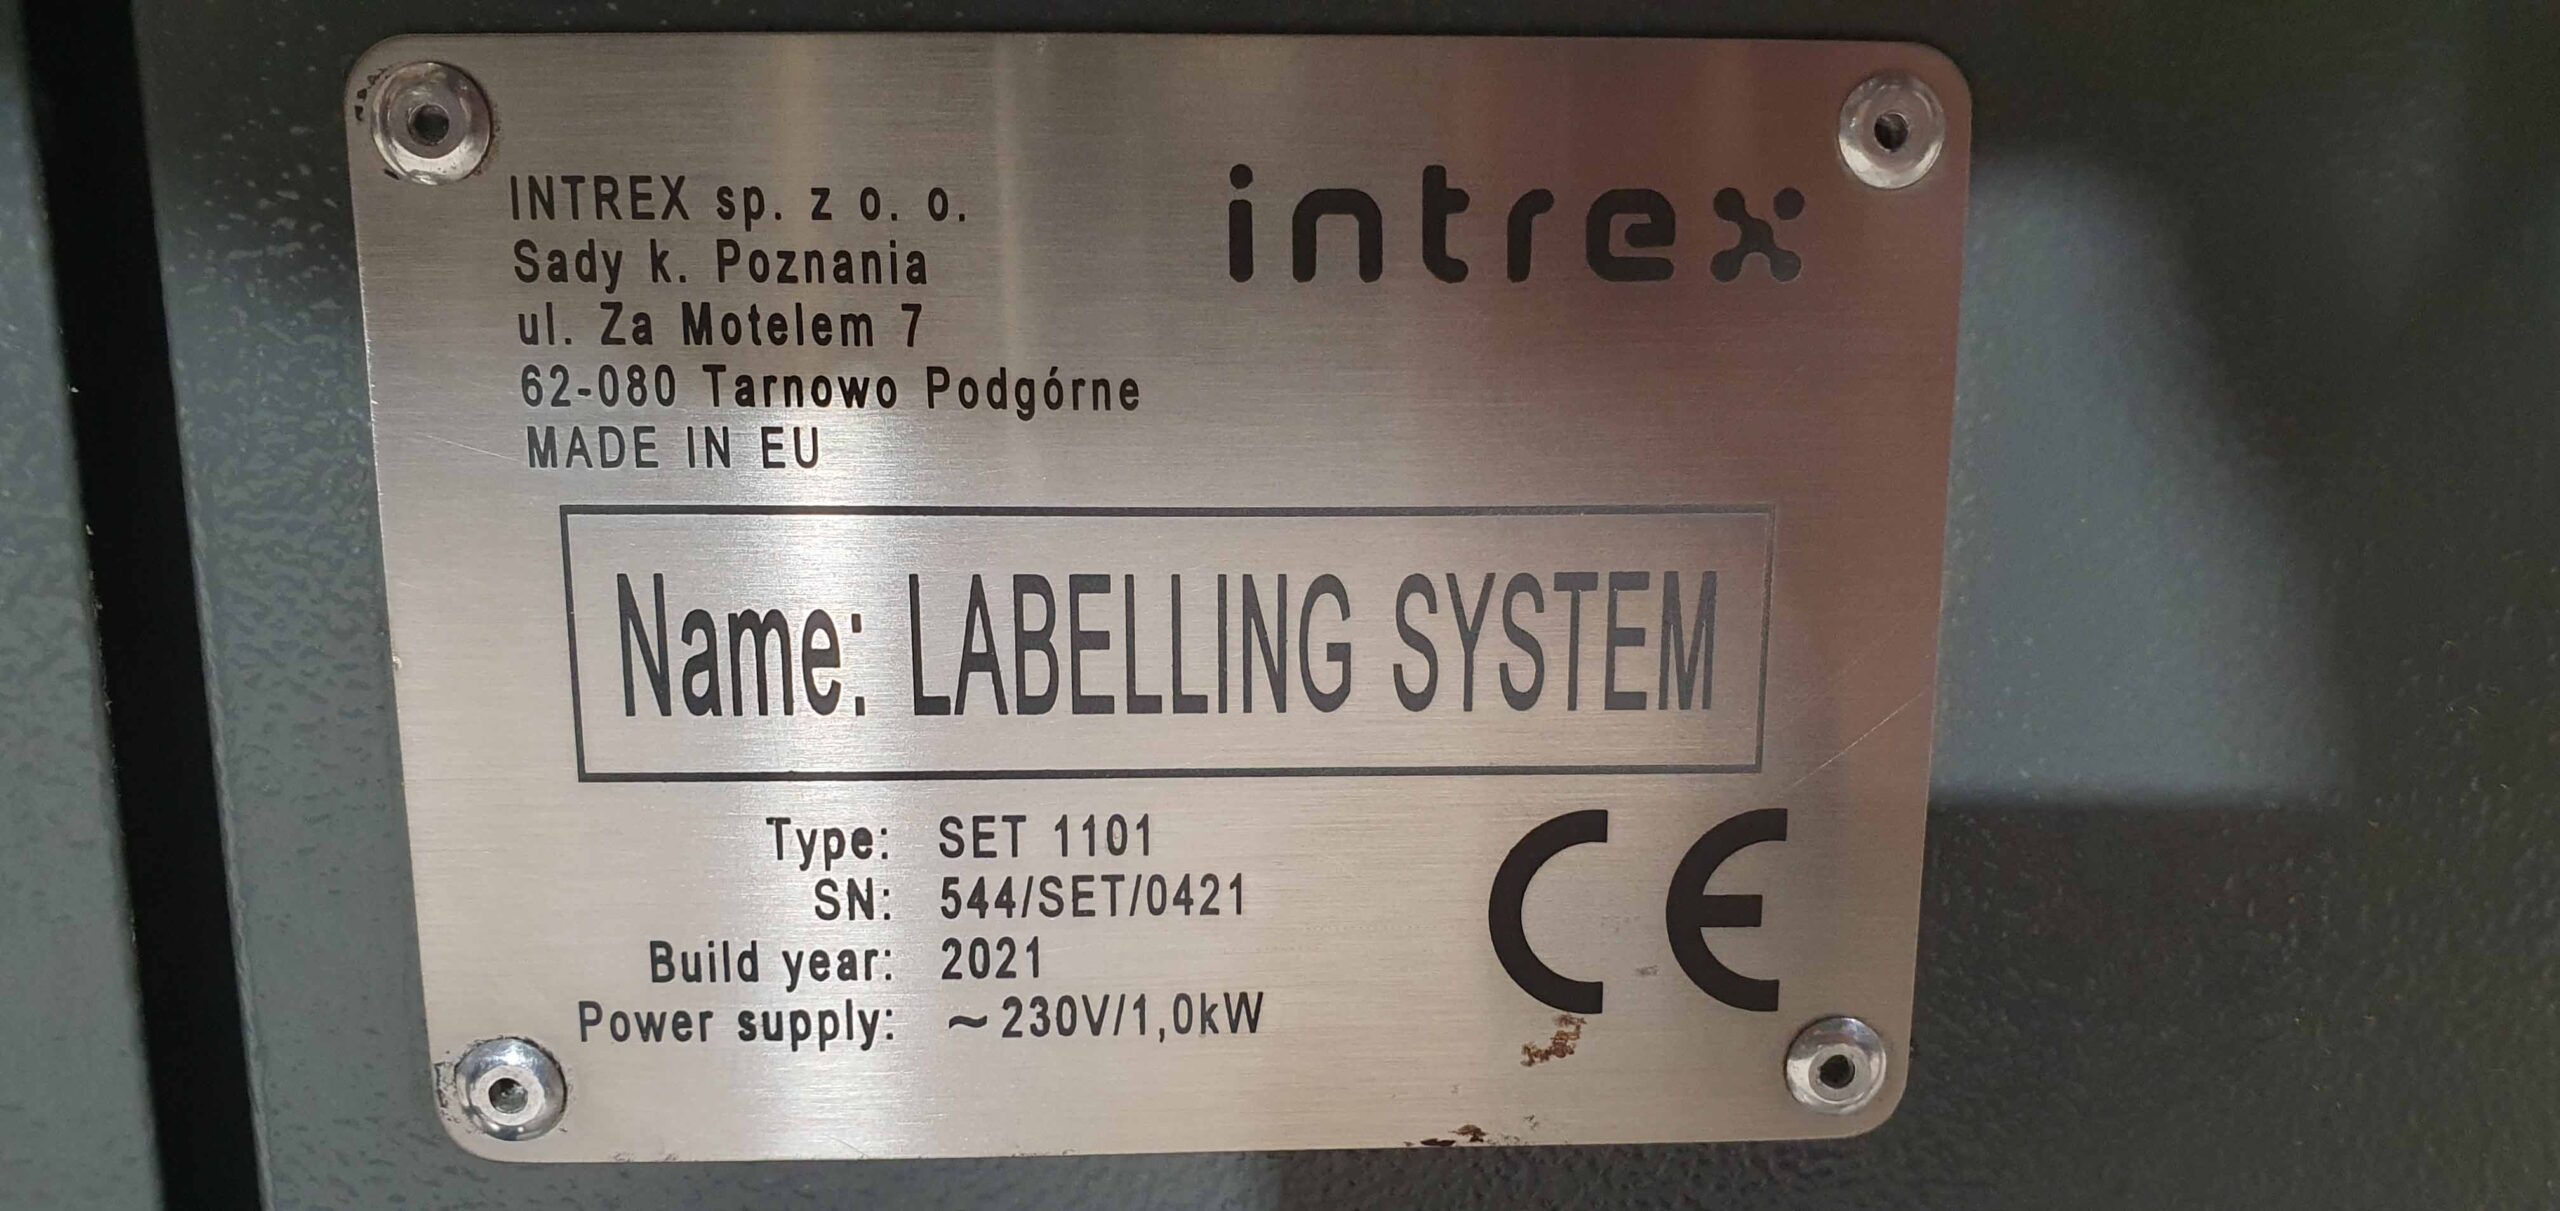 INTREX sp. z o. o.
Sady k. Poznania
ul. Za Motelem 7
62-080 Tarnowo Podgórne
MADE IN EU
intrex
Name: LABELLING SYSTEM
Type: SET 1101
SN: 544/SET/0421
Build year: 2021
Power supply: ~230V/1,0kW
CE